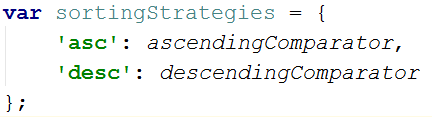 var sortingStrategies = {
    'asc': ascendingComparator,
    'desc': descendingComparator
};